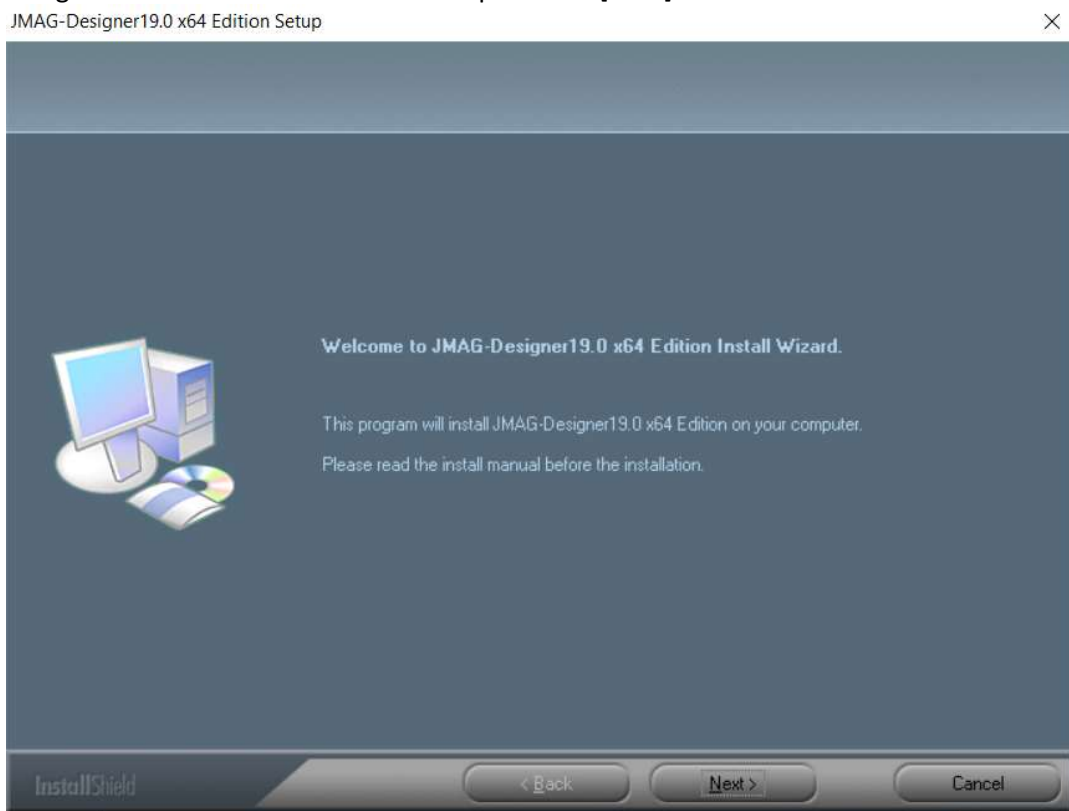 JMAG-Designer19.0 x64 Edition Setup
Welcome to JMAG-Designer19.0 x64 Edition Install Wizard.
This program will install JMAG-Designer19.0 x64 Edition on your computer.
Please read the install manual before the installation.
InstallShield
< Back
Next >
Cancel